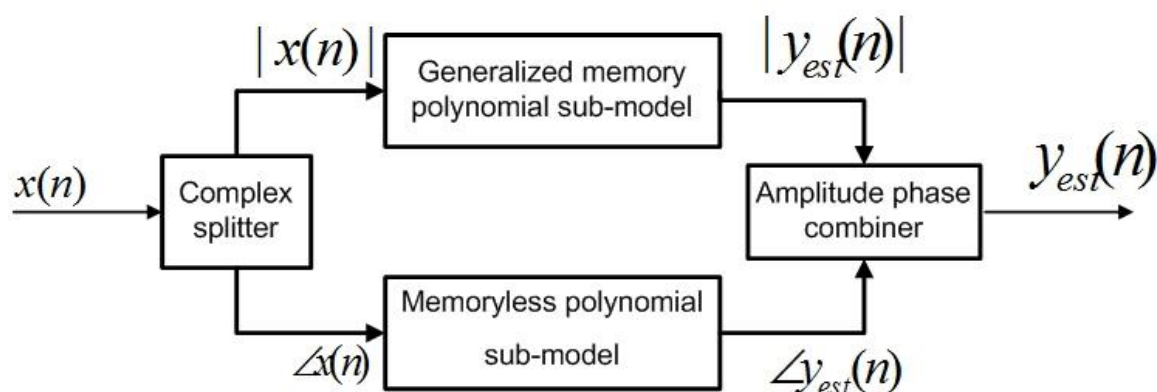 |x(n)|
Generalized memory
polynomial sub-model
|y_est(n)|
x(n)
Complex
splitter
Amplitude phase
combiner
y_est(n)
∠x(n)
Memoryless polynomial
sub-model
∠y_est(n)